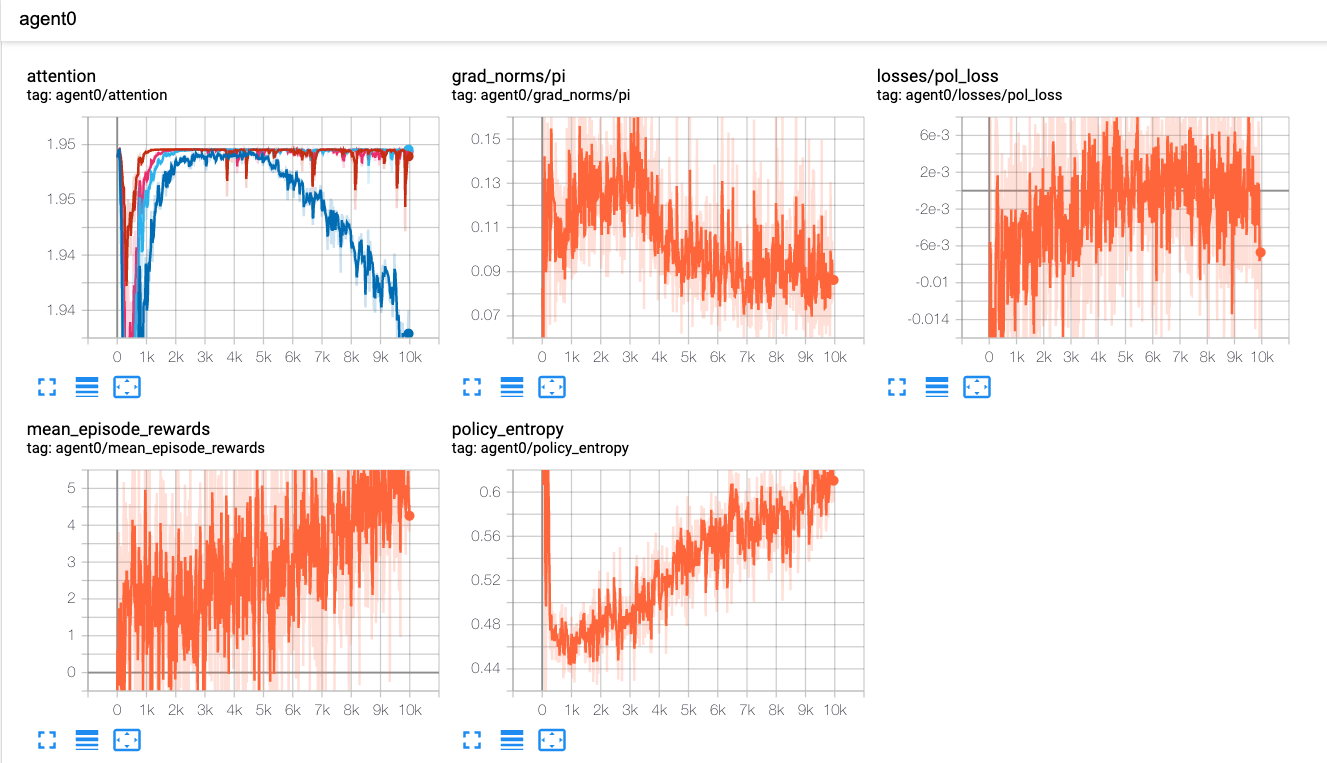 agent0
attention
tag: agent0/attention
1.95
1.95
1.94
1.94
0 1k 2k 3k 4k 5k 6k 7k 8k 9k 10k
grad_norms/pi
tag: agent0/grad_norms/pi
0.15
0.13
0.11
0.09
0.07
0 1k 2k 3k 4k 5k 6k 7k 8k 9k 10k
losses/pol_loss
tag: agent0/losses/pol_loss
6e-3
2e-3
-2e-3
-6e-3
-0.01
-0.014
0 1k 2k 3k 4k 5k 6k 7k 8k 9k 10k
mean_episode_rewards
tag: agent0/mean_episode_rewards
5
4
3
2
1
0
0 1k 2k 3k 4k 5k 6k 7k 8k 9k 10k
policy_entropy
tag: agent0/policy_entropy
0.6
0.56
0.52
0.48
0.44
0 1k 2k 3k 4k 5k 6k 7k 8k 9k 10k